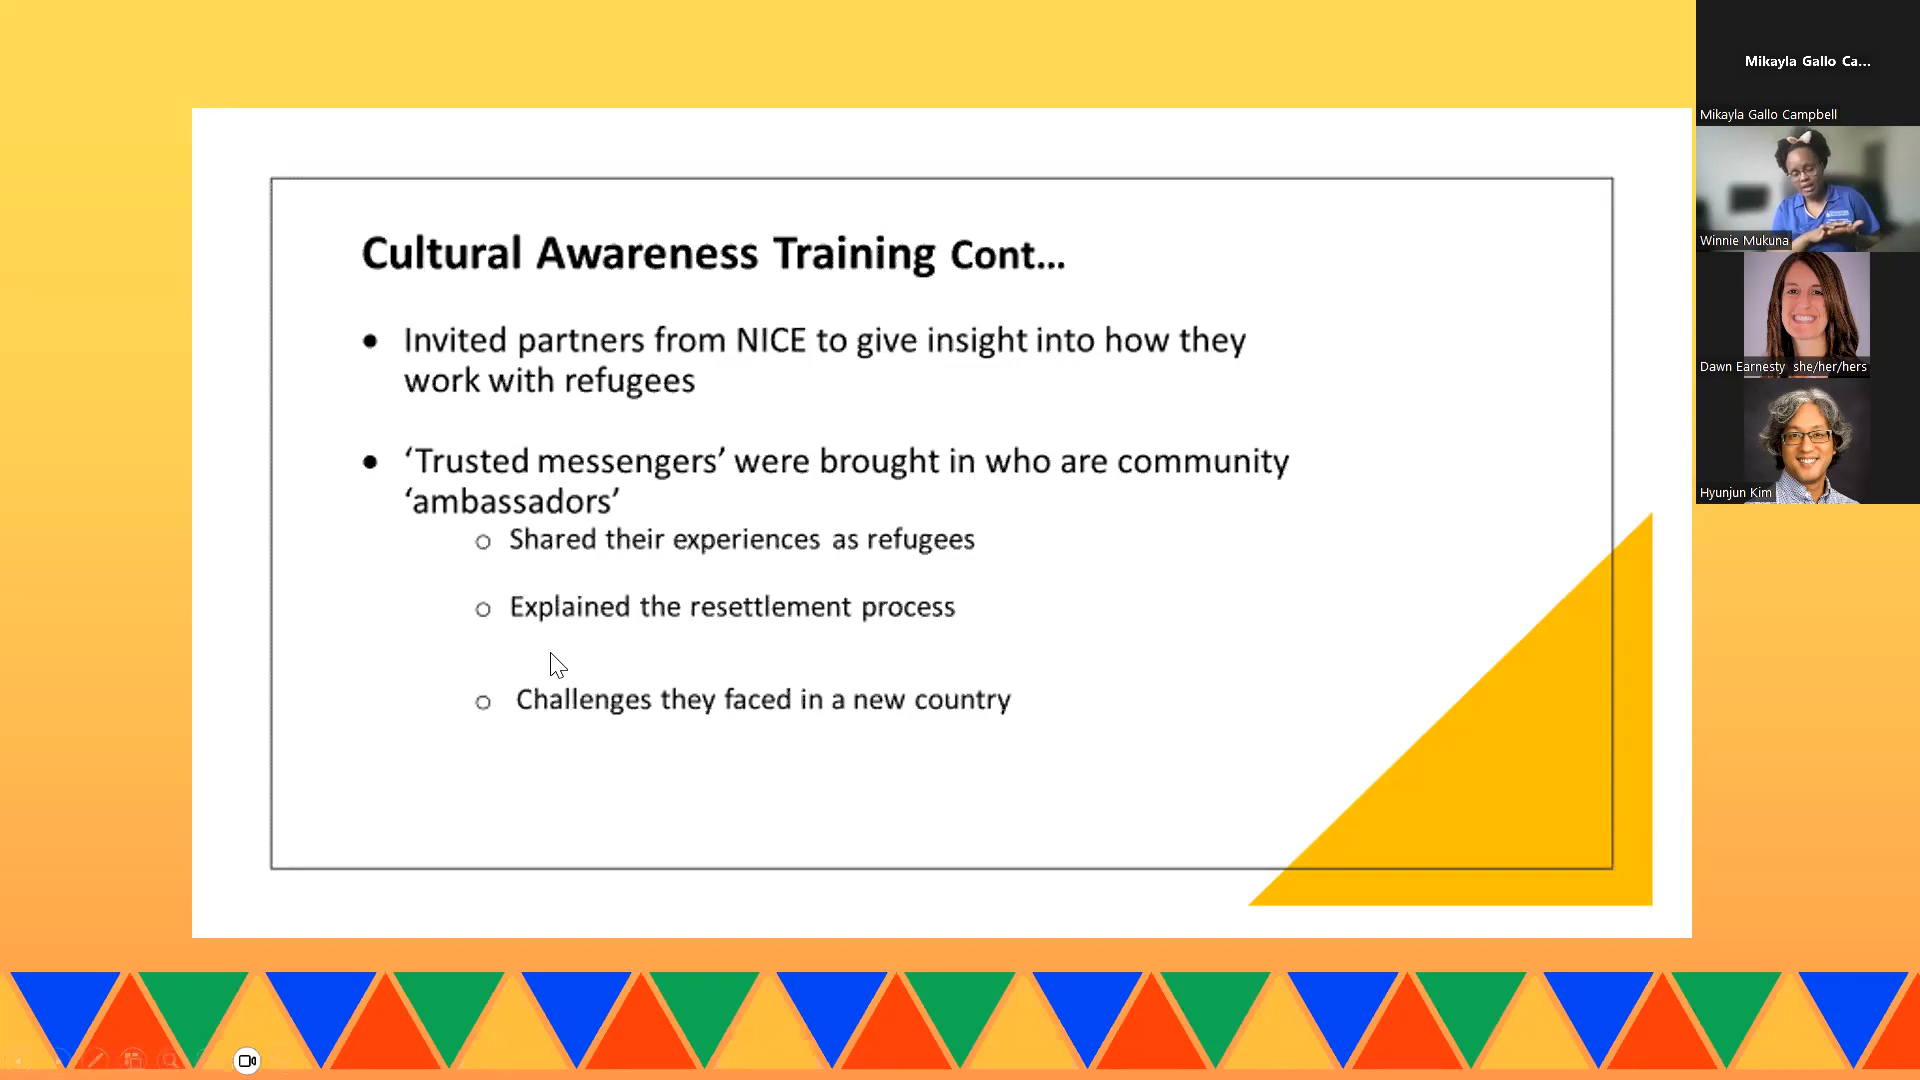 Cultural Awareness Training Cont...
• Invited partners from NICE to give insight into how they
work with refugees
• ‘Trusted messengers’ were brought in who are community
‘ambassadors’
o Shared their experiences as refugees
o Explained the resettlement process
o Challenges they faced in a new country
Mikayla Gallo Ca...
Mikayla Gallo Campbell
Winnie Mukuna
Dawn Earnesty she/her/hers
Hyunjun Kim